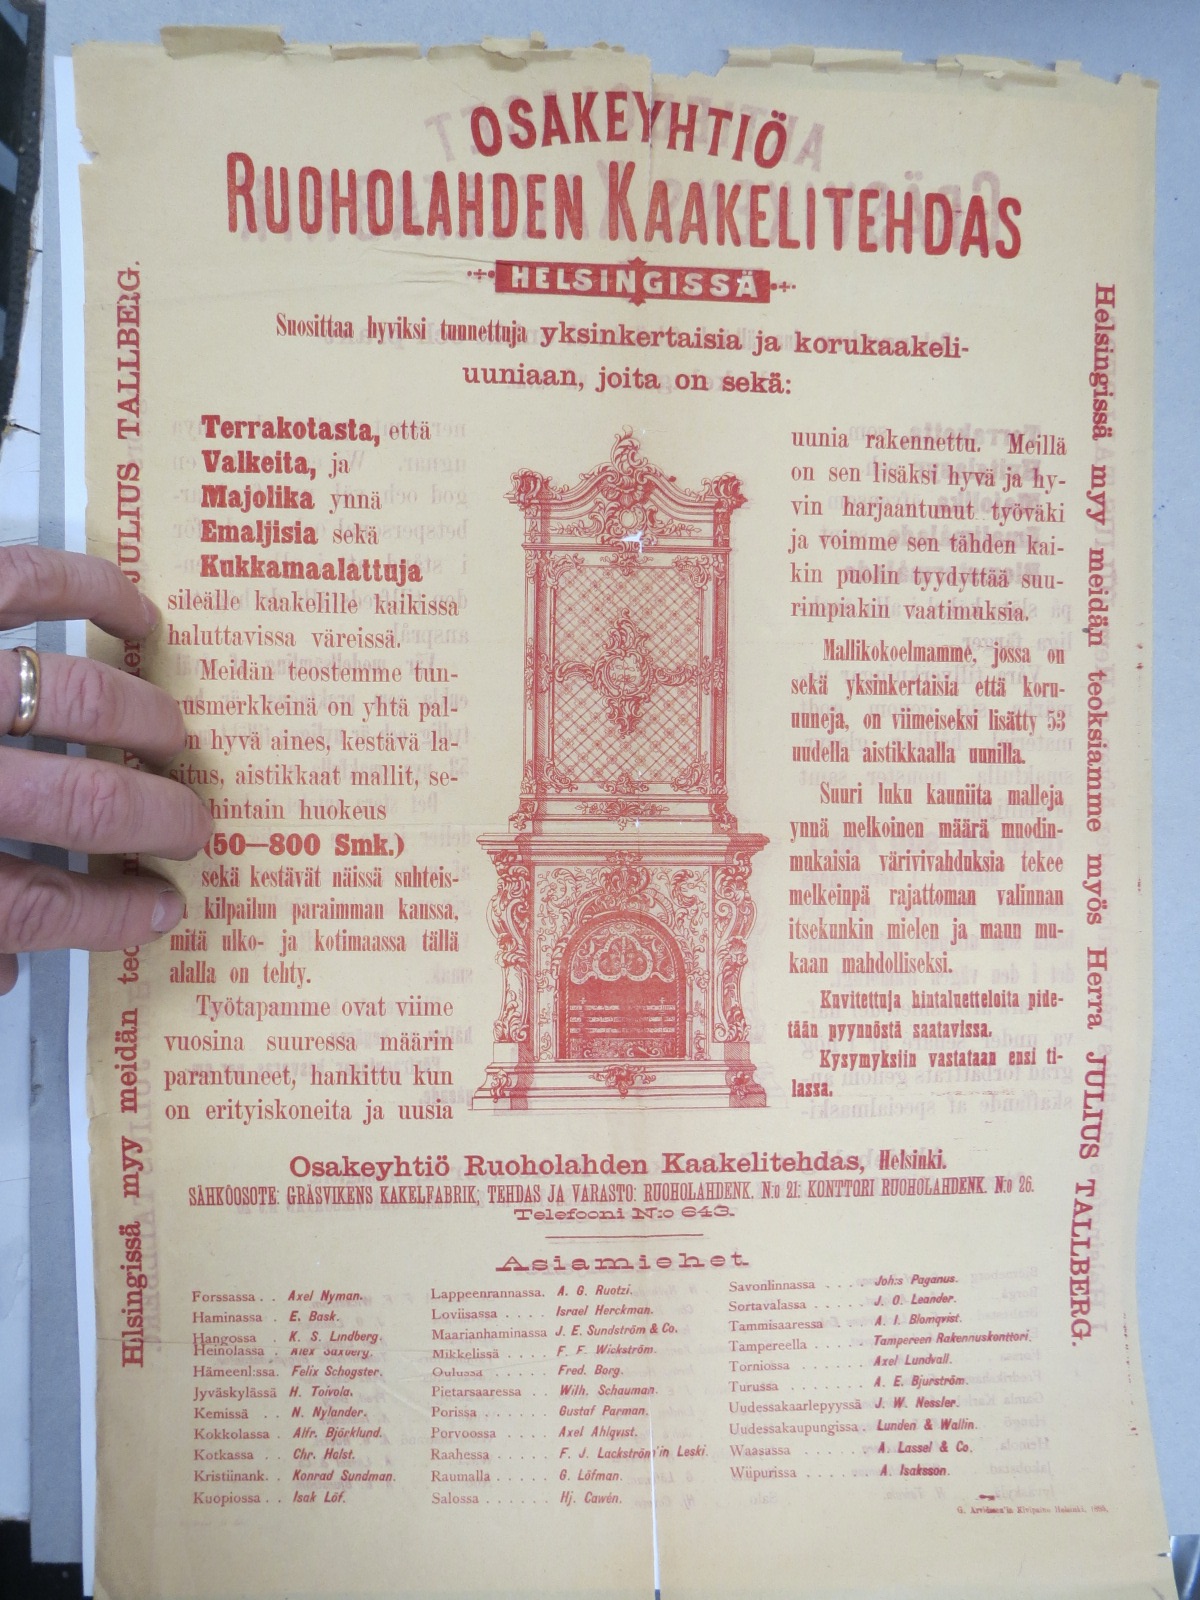 OSAKEYHTIÖ
RUOHOLAHDEN KAAKELITEHDAS
HELSINGISSÄ
Suosittaa hyviksi tunnettuja yksinkertaisia ja korukaakeli-
uuniaan, joita on sekä:
Terrakotasta, että
Valkeita, ja
Majolika ynnä
Emaljisia sekä
Kukkamaalattuja
sileälle kaakelille kaikissa
haluttavissa väreissä.
Meidän teostemme tun-
usmerkkeinä on yhtä pal-
on hyvä aines, kestävä la-
situs, aistikkaat mallit, se-
hintain huokeus
(50—800 Smk.)
sekä kestävät näissä suhteis-
kilpailun paraimman kanssa,
mitä ulko- ja kotimaassa tällä
alalla on tehty.
Työtapamme ovat viime
vuosina suuressa määrin
parantuneet, hankittu kun
on erityiskoneita ja uusia
uunia rakennettu. Meillä
on sen lisäksi hyvä ja hy-
vin harjaantunut työväki
ja voimme sen tähden kai-
kin puolin tyydyttää suu-
rimpiakin vaatimuksia.
Mallikokoelmamme, jossa on
sekä yksinkertaisia että koru-
uuneja, on viimeiseksi lisätty 53
uudella aistikkaalla uunilla.
Suuri luku kauniita malleja
ynnä melkoinen määrä muodin-
mukaisia värivivahduksia tekee
melkeinpä rajattoman valinnan
itsekunkin mielen ja maun mu-
kaan mahdolliseksi.
Kuvitettuja hintaluetteloita pide-
tään pyynnöstä saatavissa.
Kysymyksiin vastataan ensi ti-
lassa.
Helsingissä myy meidän JULIUS TALLBERG.
Helsingissä myy meidän teoksiamme myös Herra JULIUS TALLBERG.
Osakeyhtiö Ruoholahden Kaakelitehdas, Helsinki.
SÄHKÖOSOTE: GRÄSVIKENS KAKELFABRIK; TEHDAS JA VARASTO: RUOHOLAHDENK. N:o 21; KONTTORI RUOHOLAHDENK. N:o 26.
Telefooni N:o 643.
Asiamiehet
Forssassa . . Axel Nyman.
Haminassa . E. Bask.
Hangossa . K. S. Lindberg.
Heinolassa . Alex Saxberg.
Hämeenl:ssa. Felix Schogster.
Jyväskylässä H. Toivola.
Kemissä . . N. Nylander.
Kokkolassa . Alfr. Björklund.
Kotkassa . . Chr. Holst.
Kristiinank. . Konrad Sundman.
Kuopiossa . . Isak Löf.
Lappeenrannassa. A. G. Ruotzi.
Loviisassa . . . . Israel Herckman.
Maarianhaminassa J. E. Sundström & Co.
Mikkelissä . . . . F. F. Wickström.
Oulussa . . . . . Fred. Borg.
Pietarsaaressa . . Wilh. Schauman.
Porissa . . . . . Gustaf Parman.
Porvoossa . . . . Axel Ahlqvist.
Raahessa . . . . F. J. Lackström'in Leski.
Raumalla . . . . G. Löfman.
Salossa . . . . . Hj. Cawén.
Savonlinnassa . . . . Joh:s Paganus.
Sortavalassa . . . . J. O. Leander.
Tammisaaressa . . . A. I. Blomqvist.
Tampereella . . . . Tampereen Rakennuskonttori.
Torniossa . . . . . Axel Lundvall.
Turussa . . . . . . A. E. Bjurström.
Uudessakaarlepyyssä J. W. Nessler.
Uudessakaupungissa . Lunden & Wallin.
Waasassa . . . . . A. Lassel & Co.
Wiipurissa . . . . . A. Isaksson.
G. Arvidsson'in Kivipaino Helsinki,